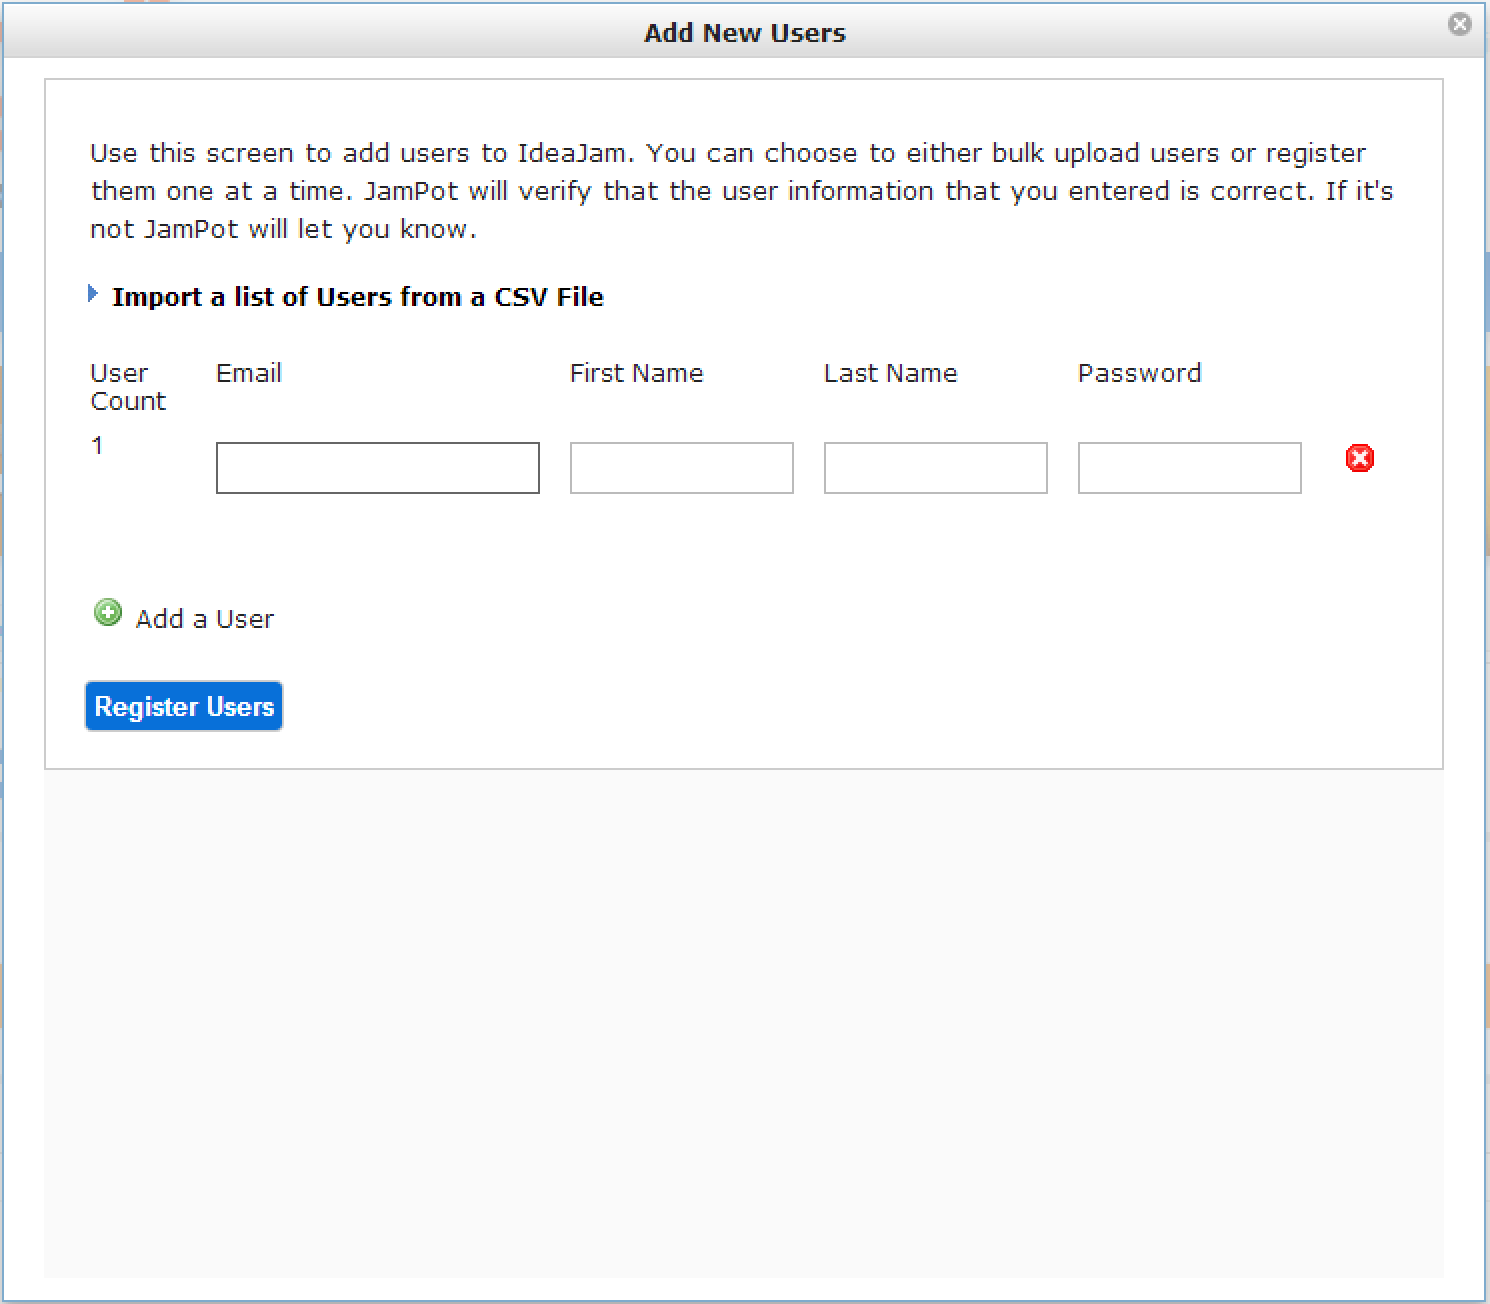 Add New Users
Use this screen to add users to IdeaJam. You can choose to either bulk upload users or register
them one at a time. JamPot will verify that the user information that you entered is correct. If it's
not JamPot will let you know.
Import a list of Users from a CSV File
User Count Email First Name Last Name Password
1
Add a User
Register Users